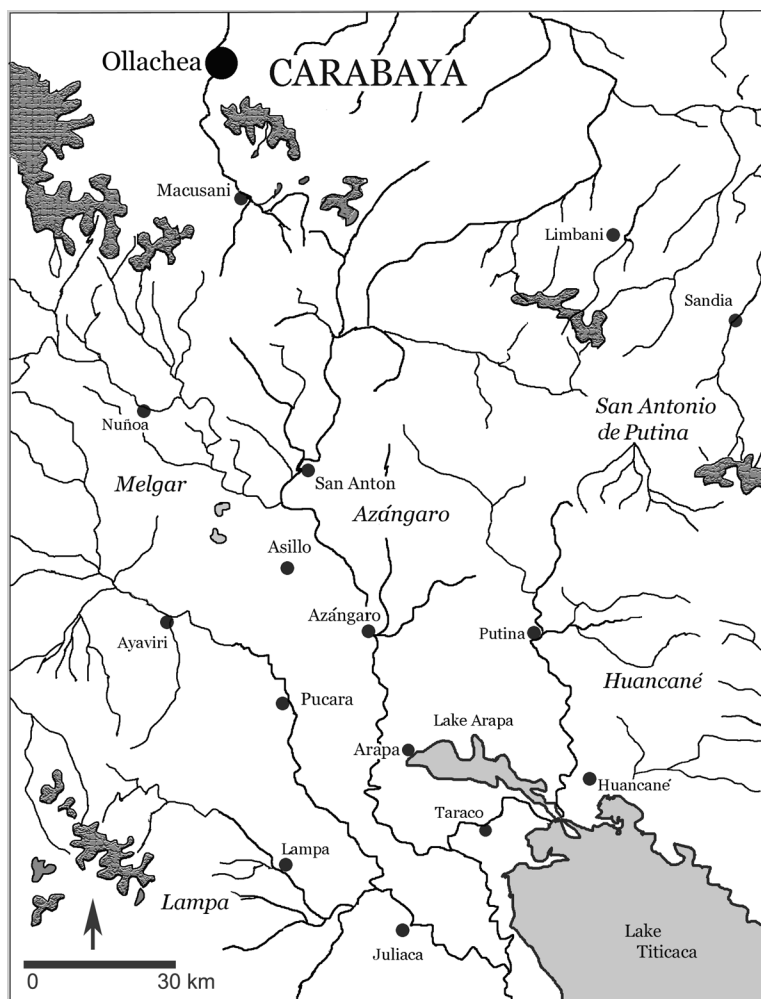 Ollachea
CARABAYA
Macusani
Limbani
Sandia
San Antonio
de Putina
Nuñoa
Melgar
San Anton
Azángaro
Asillo
Azángaro
Ayaviri
Putina
Huancané
Pucara
Lake Arapa
Arapa
Huancané
Taraco
Lampa
Lampa
Juliaca
Lake
Titicaca
0 30 km